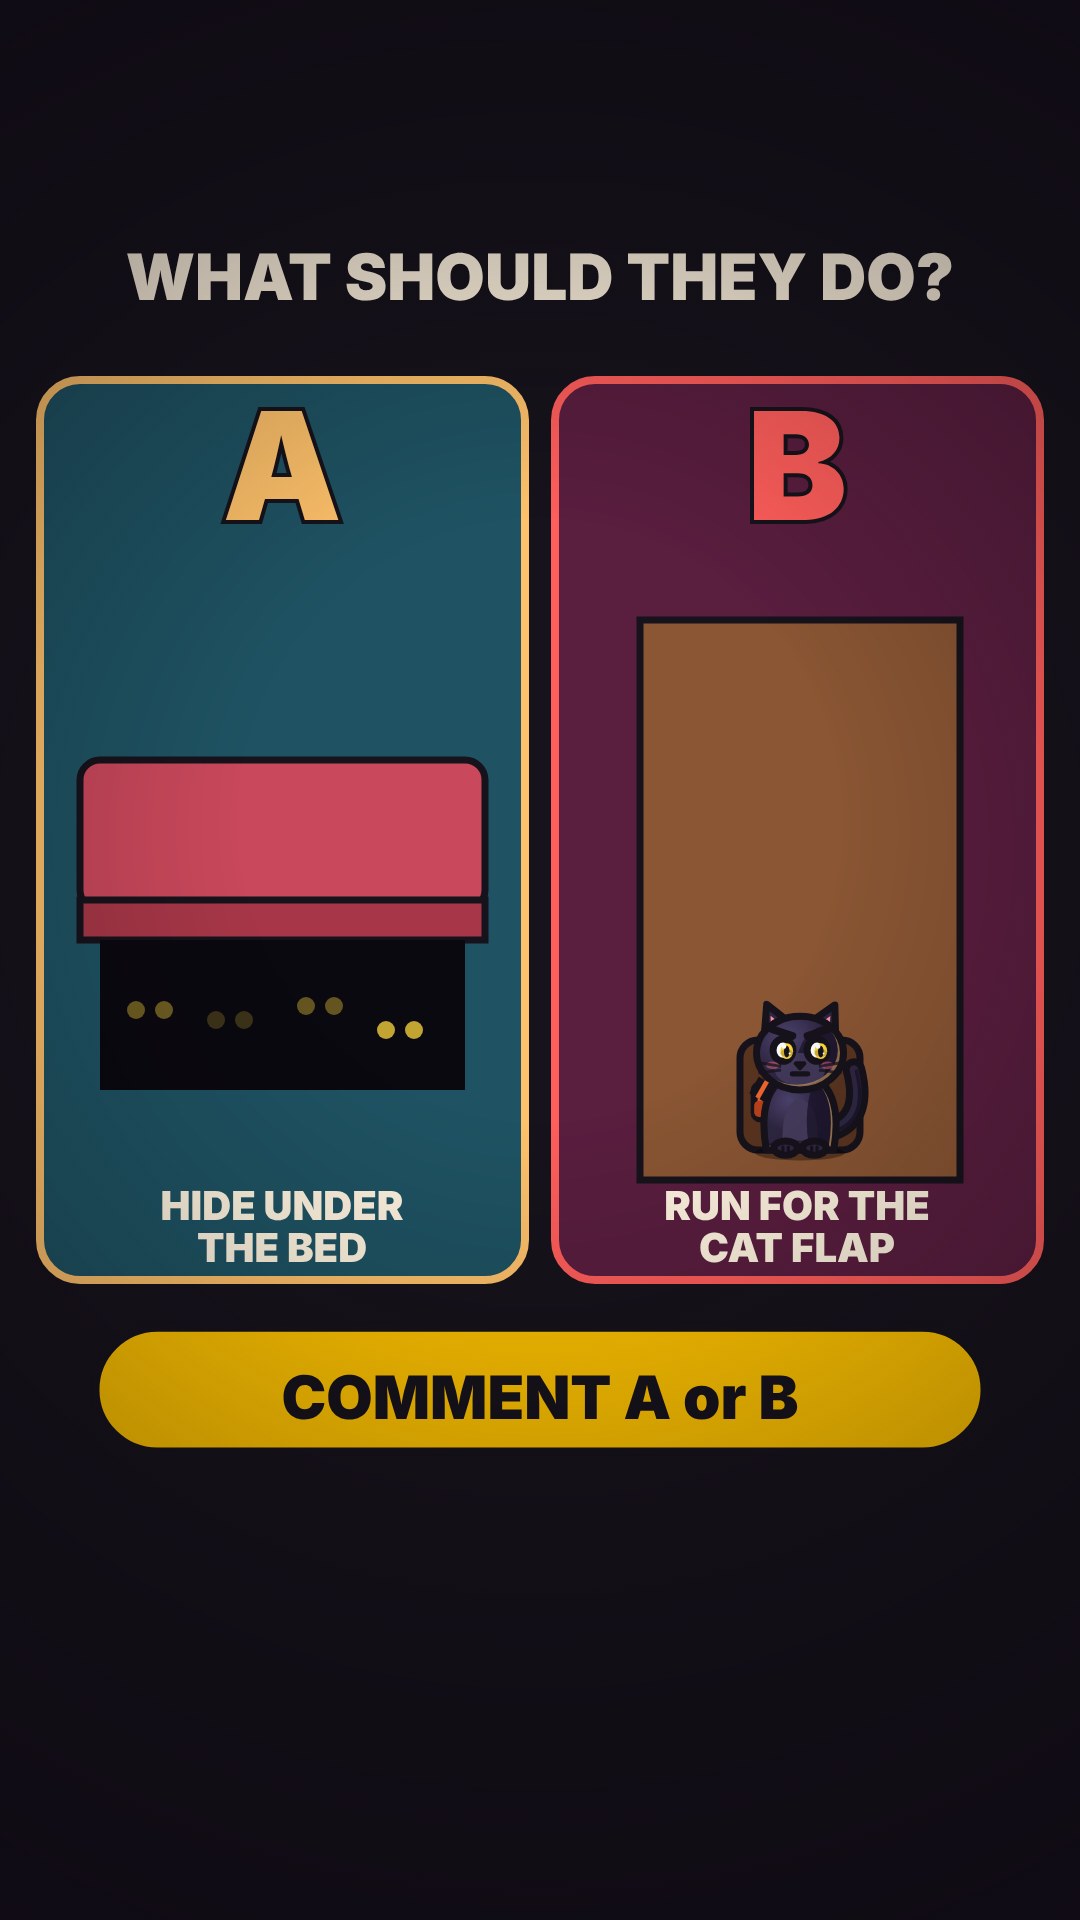 WHAT SHOULD THEY DO?
A
B
HIDE UNDER
THE BED
RUN FOR THE
CAT FLAP
COMMENT A or B